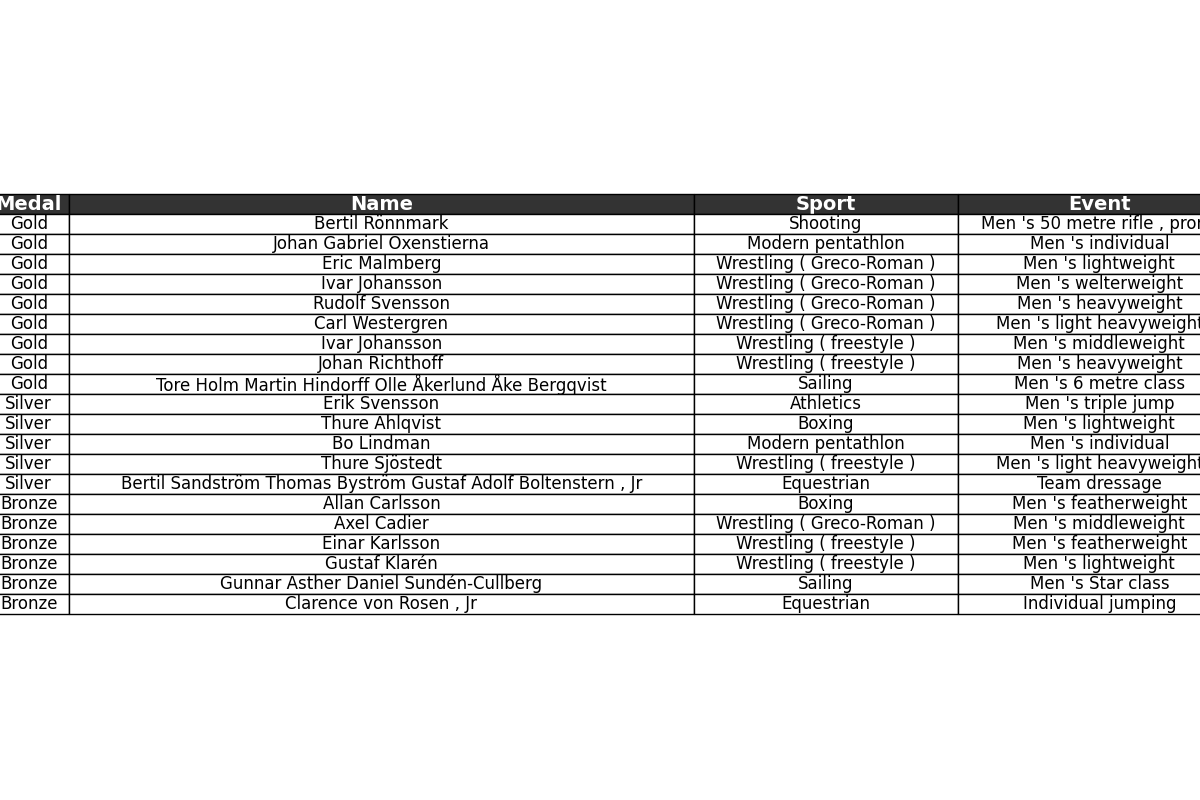 Medal Name Sport Event
Gold Bertil Rönnmark Shooting Men 's 50 metre rifle ,
Gold Johan Gabriel Oxenstierna Modern pentathlon Men 's individual
Gold Eric Malmberg Wrestling ( Greco-Roman ) Men 's lightweight
Gold Ivar Johansson Wrestling ( Greco-Roman ) Men 's welterweight
Gold Rudolf Svensson Wrestling ( Greco-Roman ) Men 's heavyweight
Gold Carl Westergren Wrestling ( Greco-Roman ) Men 's light heavyweight
Gold Ivar Johansson Wrestling ( freestyle ) Men 's middleweight
Gold Johan Richthoff Wrestling ( freestyle ) Men 's heavyweight
Gold Tore Holm Martin Hindorff Olle Åkerlund Åke Bergqvist Sailing Men 's 6 metre class
Silver Erik Svensson Athletics Men 's triple jump
Silver Thure Ahlqvist Boxing Men 's lightweight
Silver Bo Lindman Modern pentathlon Men 's individual
Silver Thure Sjöstedt Wrestling ( freestyle ) Men 's light heavyweight
Silver Bertil Sandström Thomas Byström Gustaf Adolf Boltenstern , Jr Equestrian Team dressage
Bronze Allan Carlsson Boxing Men 's featherweight
Bronze Axel Cadier Wrestling ( Greco-Roman ) Men 's middleweight
Bronze Einar Karlsson Wrestling ( freestyle ) Men 's featherweight
Bronze Gustaf Klarén Wrestling ( freestyle ) Men 's lightweight
Bronze Gunnar Asther Daniel Sundén-Cullberg Sailing Men 's Star class
Bronze Clarence von Rosen , Jr Equestrian Individual jumping